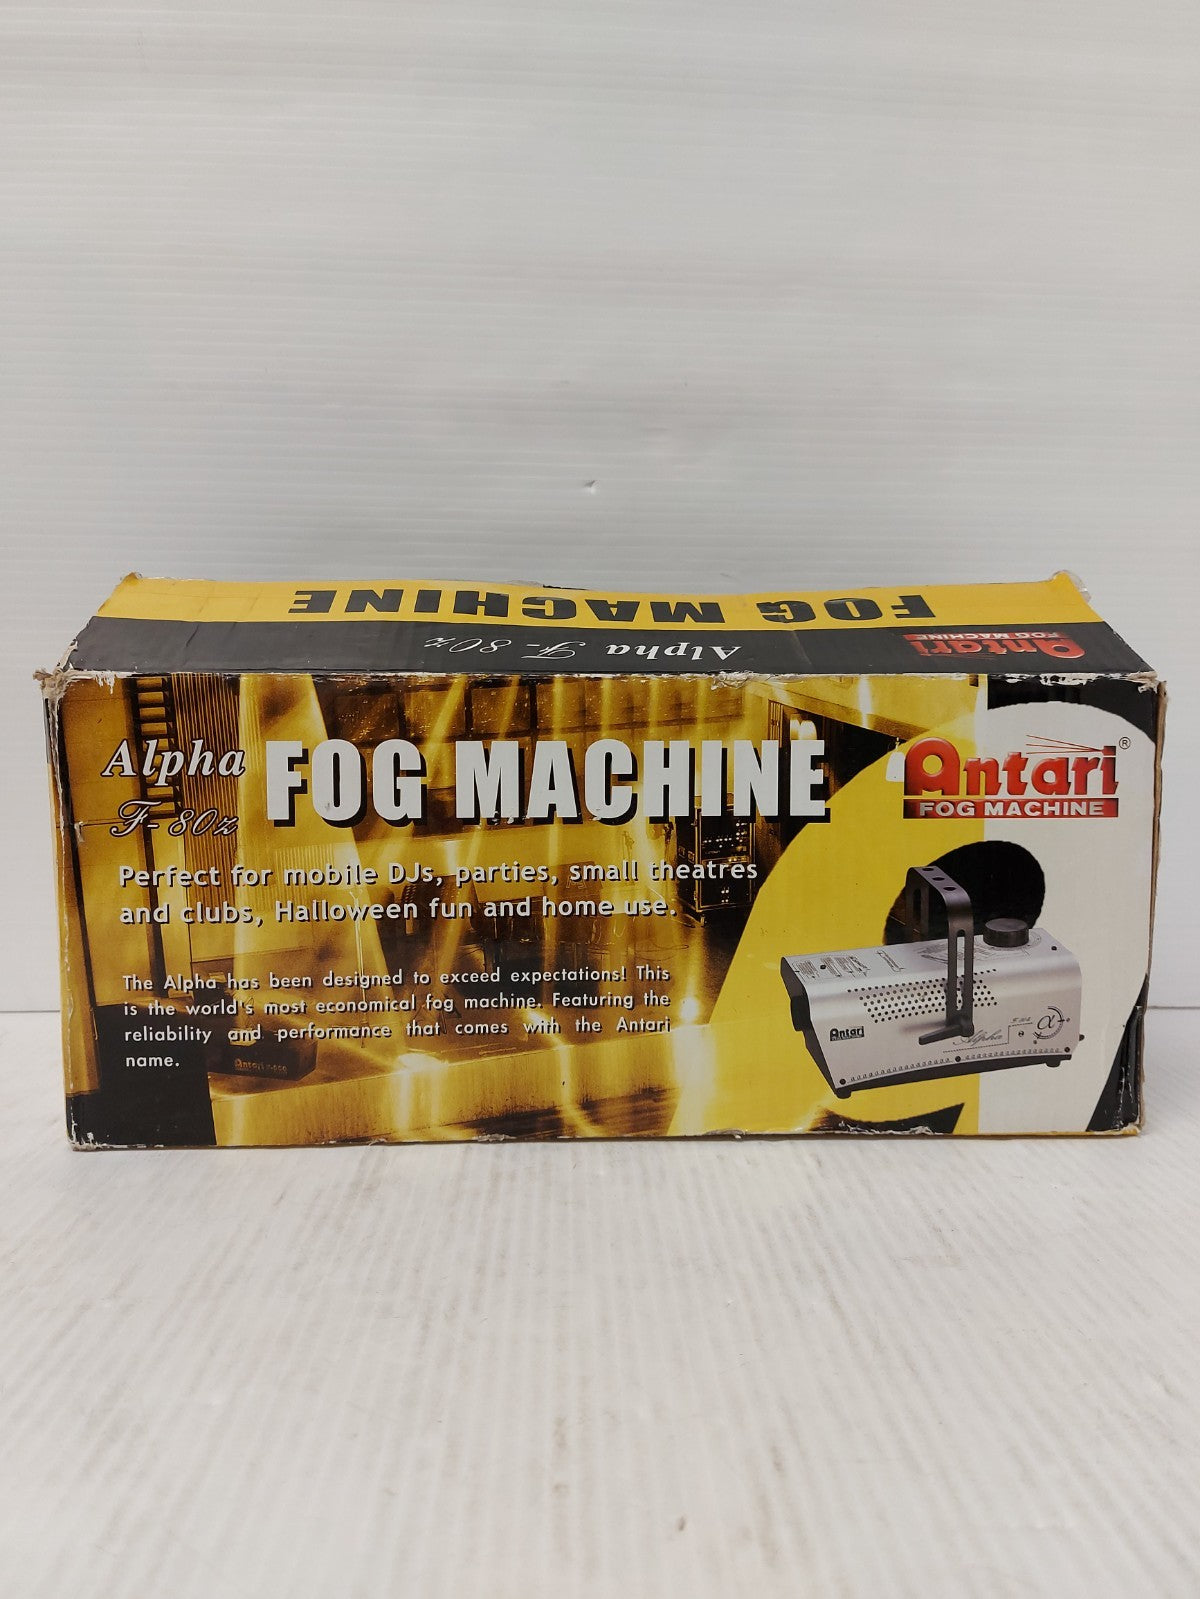 FOG MACHINE
Alpha F-80z
Antari
FOG MACHINE
Alpha
F-80z
FOG MACHINE
Antari®
FOG MACHINE
Perfect for mobile DJs, parties, small theatres
and clubs, Halloween fun and home use.
The Alpha has been designed to exceed expectations! This
is the world's most economical fog machine. Featuring the
reliability and performance that comes with the Antari
name.
Antari
Antari
Alpha
α